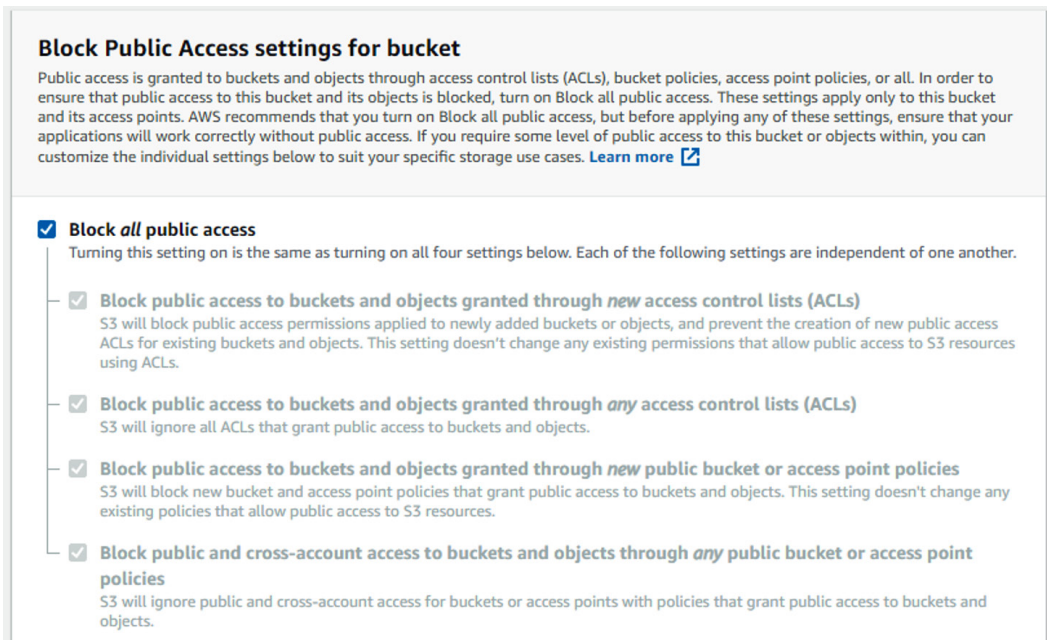 Block Public Access settings for bucket
Public access is granted to buckets and objects through access control lists (ACLs), bucket policies, access point policies, or all. In order to
ensure that public access to this bucket and its objects is blocked, turn on Block all public access. These settings apply only to this bucket
and its access points. AWS recommends that you turn on Block all public access, but before applying any of these settings, ensure that your
applications will work correctly without public access. If you require some level of public access to this bucket or objects within, you can
customize the individual settings below to suit your specific storage use cases. Learn more
Block all public access
Turning this setting on is the same as turning on all four settings below. Each of the following settings are independent of one another.
Block public access to buckets and objects granted through new access control lists (ACLs)
S3 will block public access permissions applied to newly added buckets or objects, and prevent the creation of new public access
ACLs for existing buckets and objects. This setting doesn't change any existing permissions that allow public access to S3 resources
using ACLs.
Block public access to buckets and objects granted through any access control lists (ACLs)
S3 will ignore all ACLs that grant public access to buckets and objects.
Block public access to buckets and objects granted through new public bucket or access point policies
S3 will block new bucket and access point policies that grant public access to buckets and objects. This setting doesn't change any
existing policies that allow public access to S3 resources.
Block public and cross-account access to buckets and objects through any public bucket or access point
policies
S3 will ignore public and cross-account access for buckets or access points with policies that grant public access to buckets and
objects.